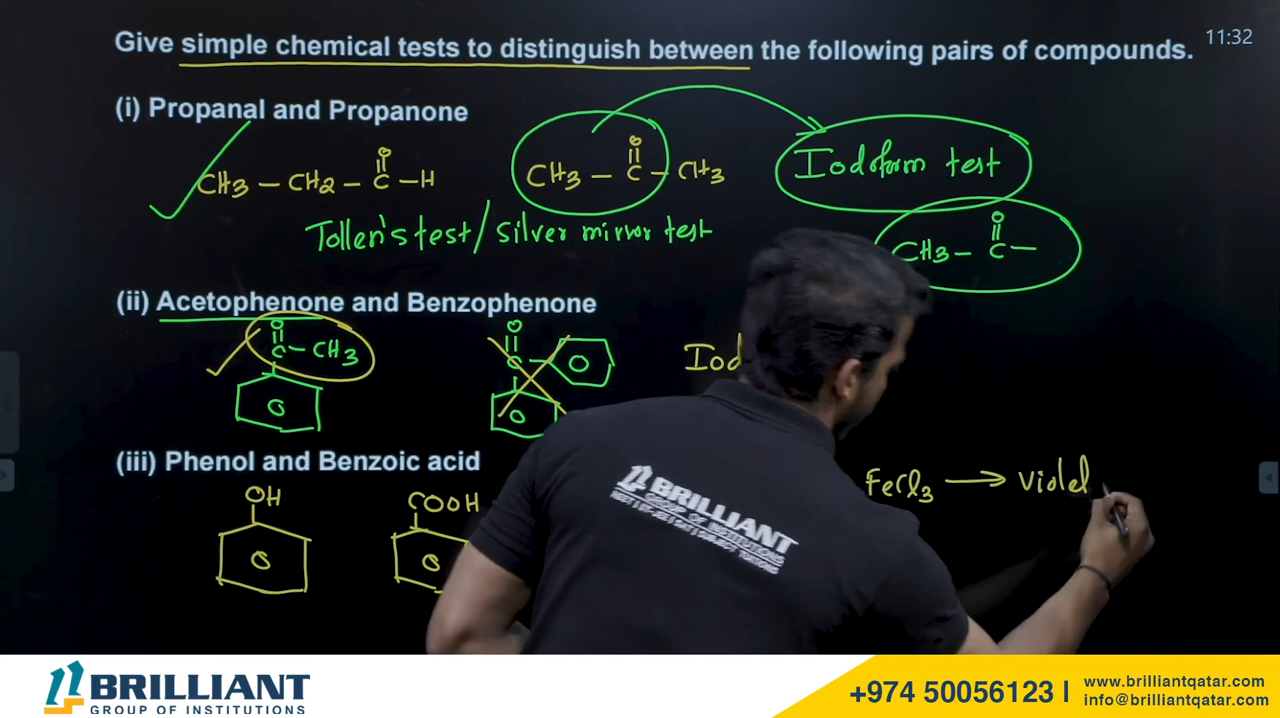 Give simple chemical tests to distinguish between the following pairs of compounds.
11:32
(i) Propanal and Propanone
CH3 — CH2 — C — H
O
CH3 — C — CH3
O
Iodoform test
Tollen's test / Silver mirror test
CH3 — C —
O
(ii) Acetophenone and Benzophenone
O
C — CH3
O
C —
(iii) Phenol and Benzoic acid
OH
COOH
FeCl3 → Violet
BRILLIANT
GROUP OF INSTITUTIONS
BRILLIANT
GROUP OF INSTITUTIONS
+974 50056123 I
www.brilliantqatar.com
info@brilliantqatar.com